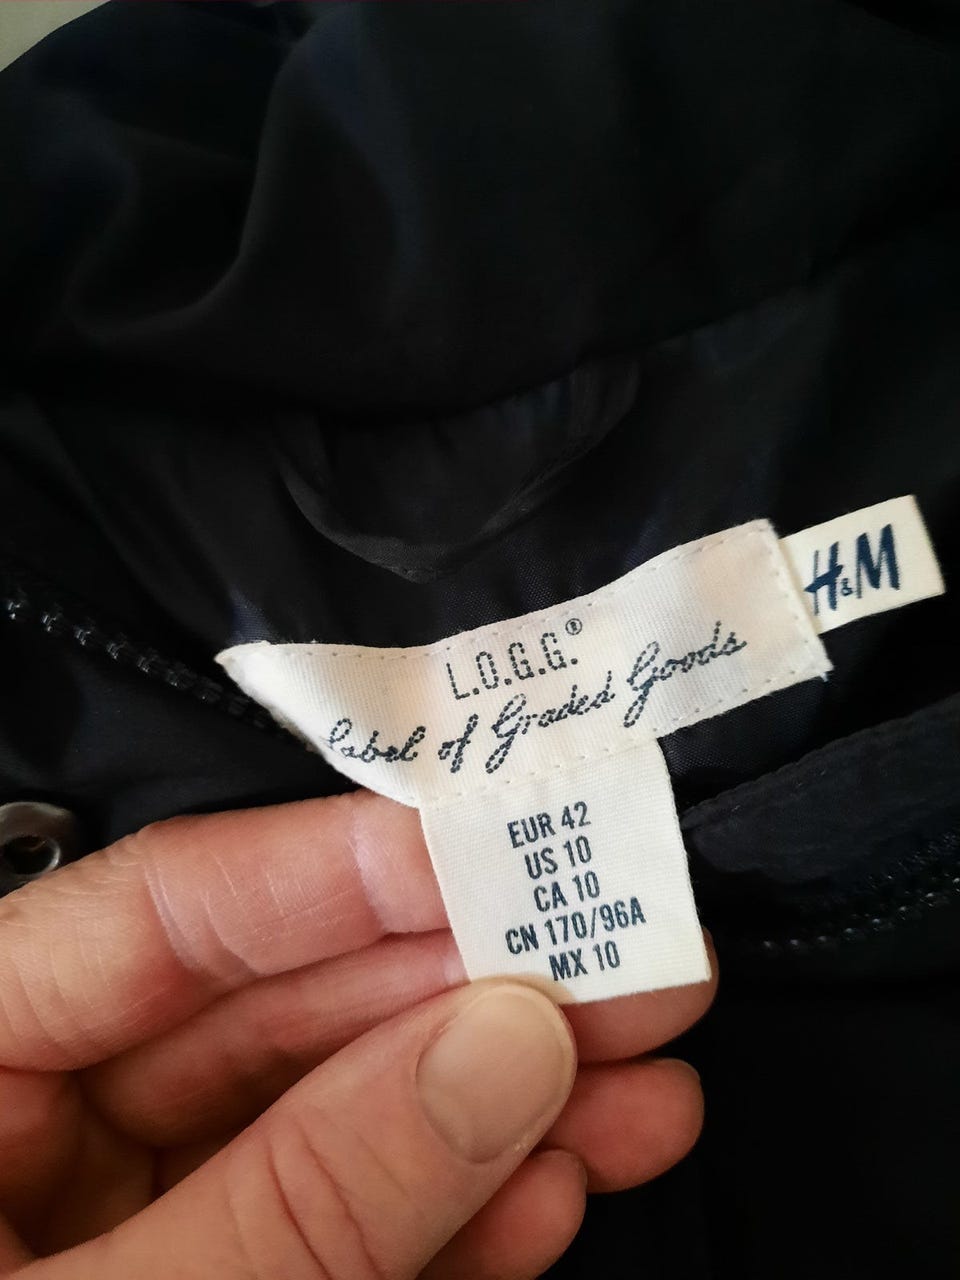 H&M
L.O.G.G.®
Label of Graded Goods
EUR 42
US 10
CA 10
CN 170/96A
MX 10